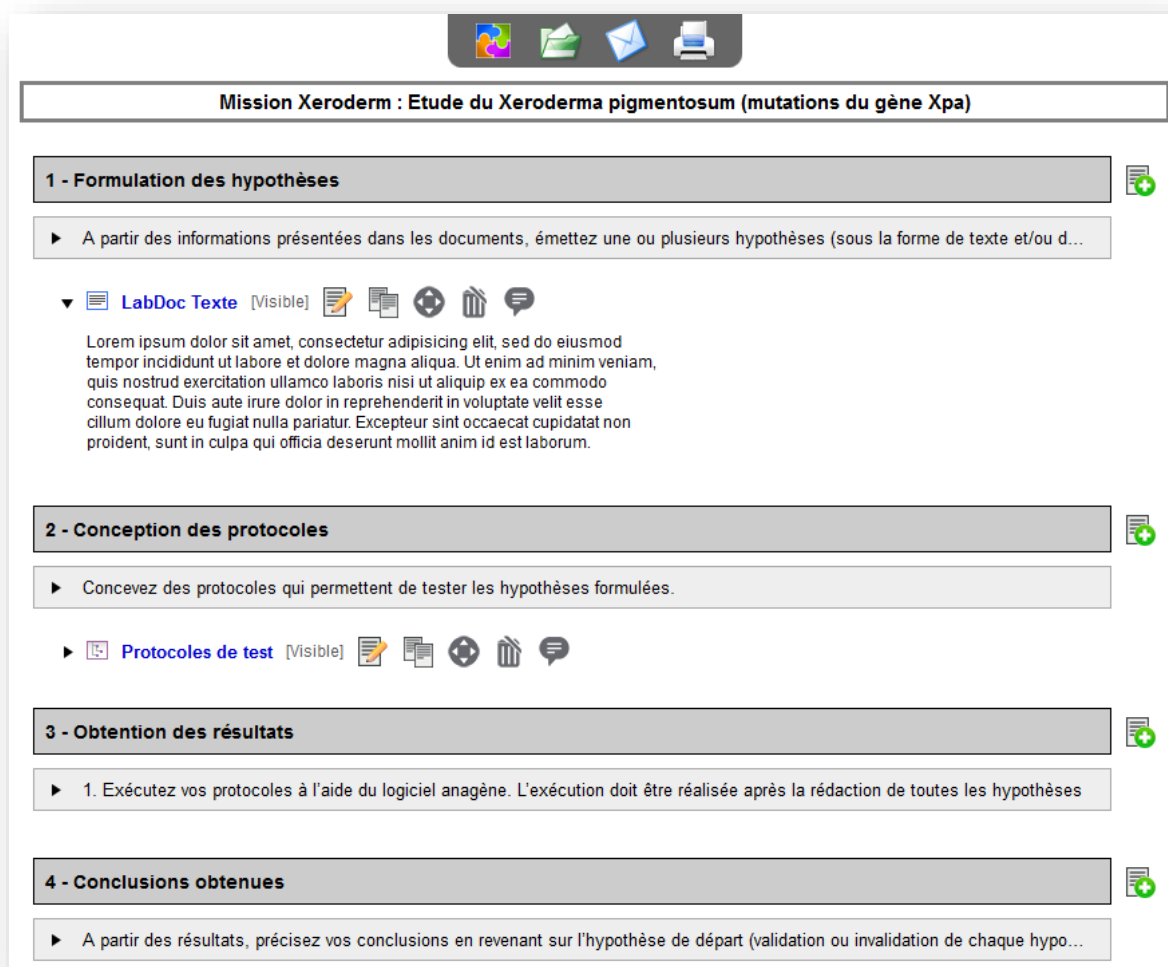 Mission Xeroderm : Etude du Xeroderma pigmentosum (mutations du gène Xpa)
1 - Formulation des hypothèses
A partir des informations présentées dans les documents, émettez une ou plusieurs hypothèses (sous la forme de texte et/ou d...
LabDoc Texte [Visible]
Lorem ipsum dolor sit amet, consectetur adipisicing elit, sed do eiusmod
tempor incididunt ut labore et dolore magna aliqua. Ut enim ad minim veniam,
quis nostrud exercitation ullamco laboris nisi ut aliquip ex ea commodo
consequat. Duis aute irure dolor in reprehenderit in voluptate velit esse
cillum dolore eu fugiat nulla pariatur. Excepteur sint occaecat cupidatat non
proident, sunt in culpa qui officia deserunt mollit anim id est laborum.
2 - Conception des protocoles
Concevez des protocoles qui permettent de tester les hypothèses formulées.
Protocoles de test [Visible]
3 - Obtention des résultats
1. Exécutez vos protocoles à l'aide du logiciel anagène. L'exécution doit être réalisée après la rédaction de toutes les hypothèses
4 - Conclusions obtenues
A partir des résultats, précisez vos conclusions en revenant sur l'hypothèse de départ (validation ou invalidation de chaque hypo...